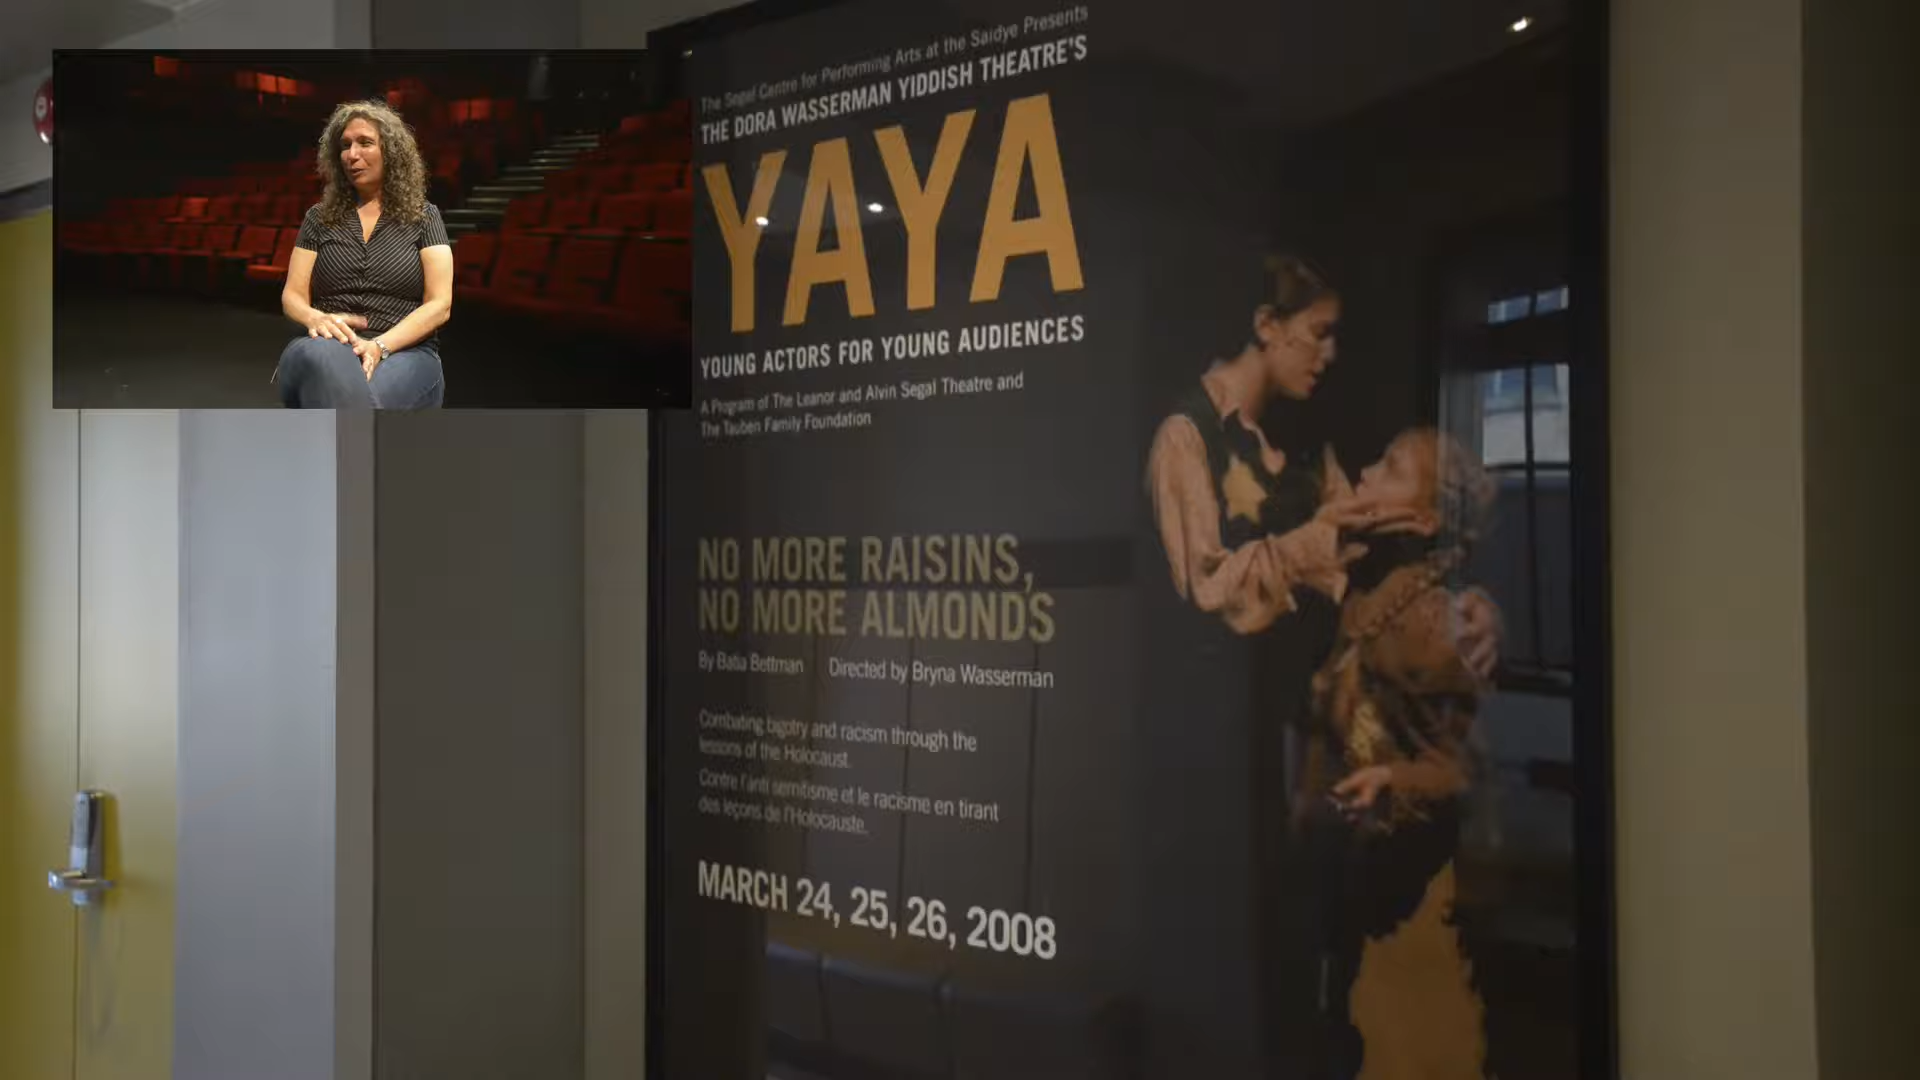 The Segal Centre for Performing Arts at the Saidye Presents
THE DORA WASSERMAN YIDDISH THEATRE'S
YAYA
YOUNG ACTORS FOR YOUNG AUDIENCES
A Program of The Leanor and Alvin Segal Theatre and
The Tauben Family Foundation
NO MORE RAISINS,
NO MORE ALMONDS
By Batia Bettman Directed by Bryna Wasserman
Combating bigotry and racism through the
lessons of the Holocaust.
Contre l'anti semitisme et le racisme en tirant
des leçons de l'Holocauste.
MARCH 24, 25, 26, 2008